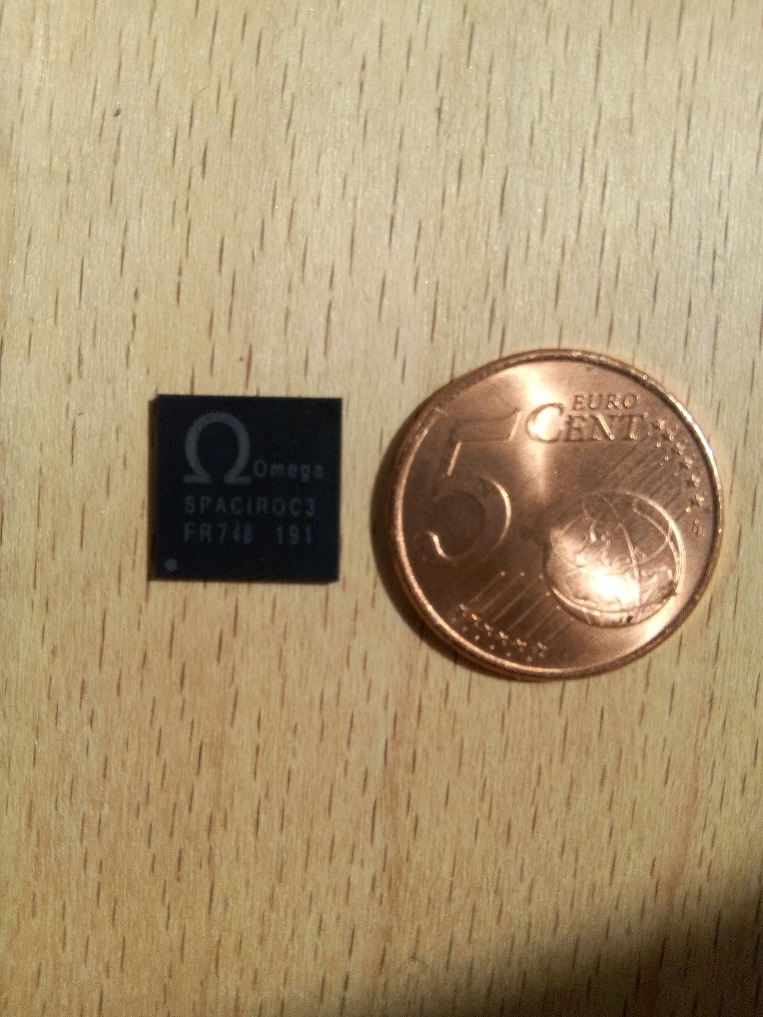 Ω Omega
SPACIROC3
FR748 191
5 EURO
CENT